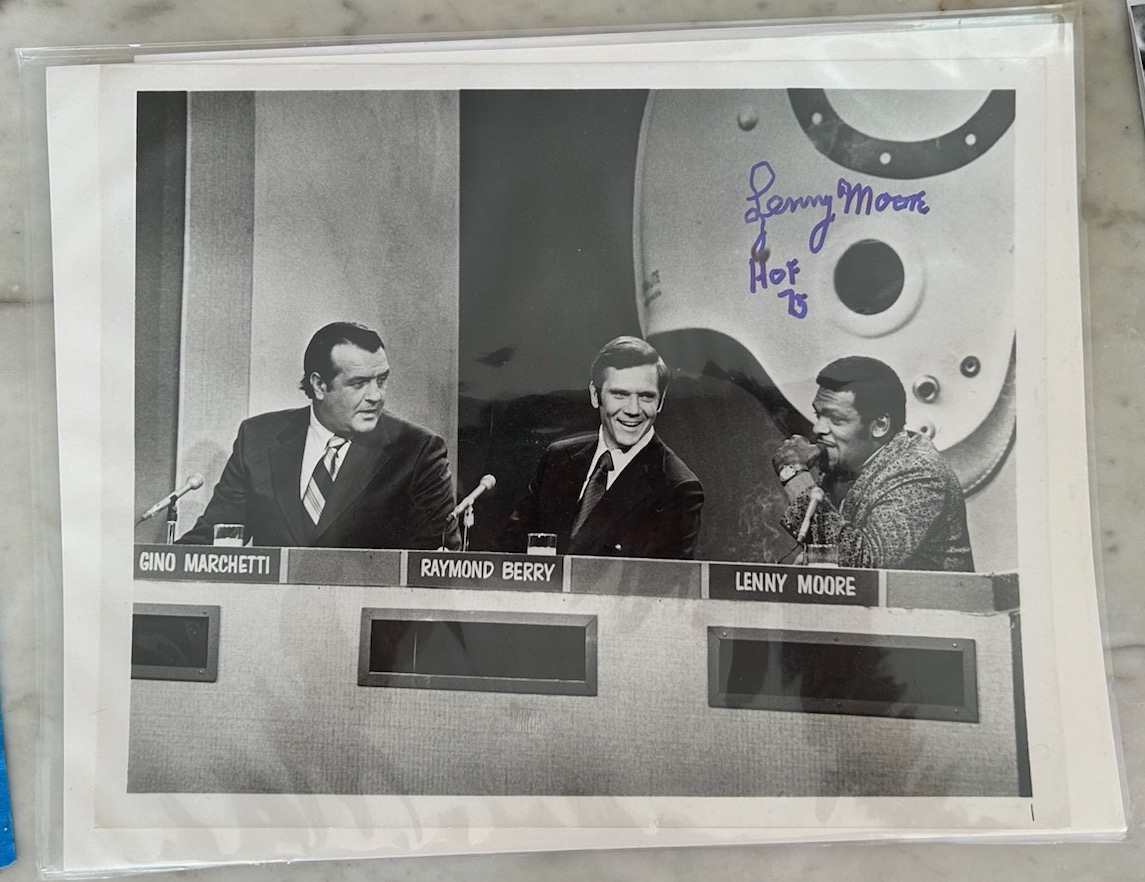 Lenny Moore
HOF
75
GINO MARCHETTI
RAYMOND BERRY
LENNY MOORE